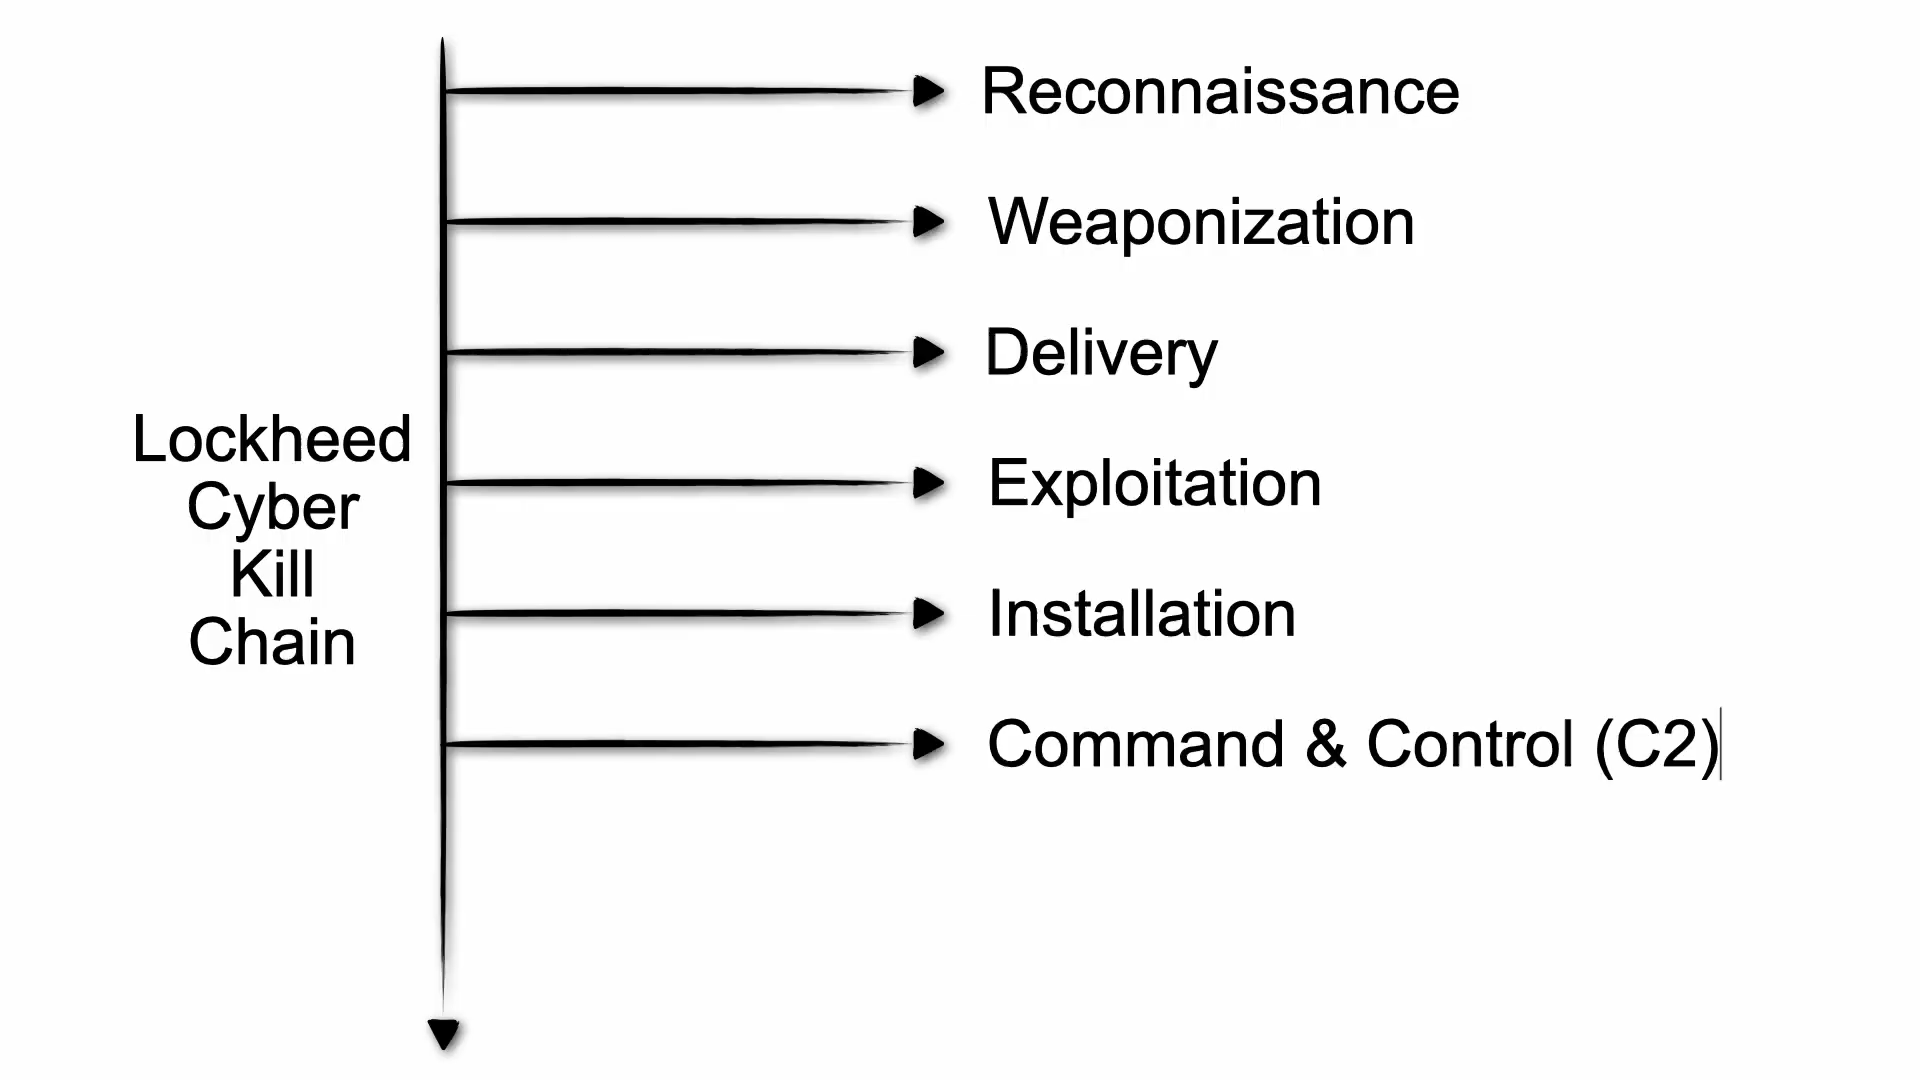 Reconnaissance
Weaponization
Delivery
Lockheed
Cyber
Kill
Chain
Exploitation
Installation
Command & Control (C2)